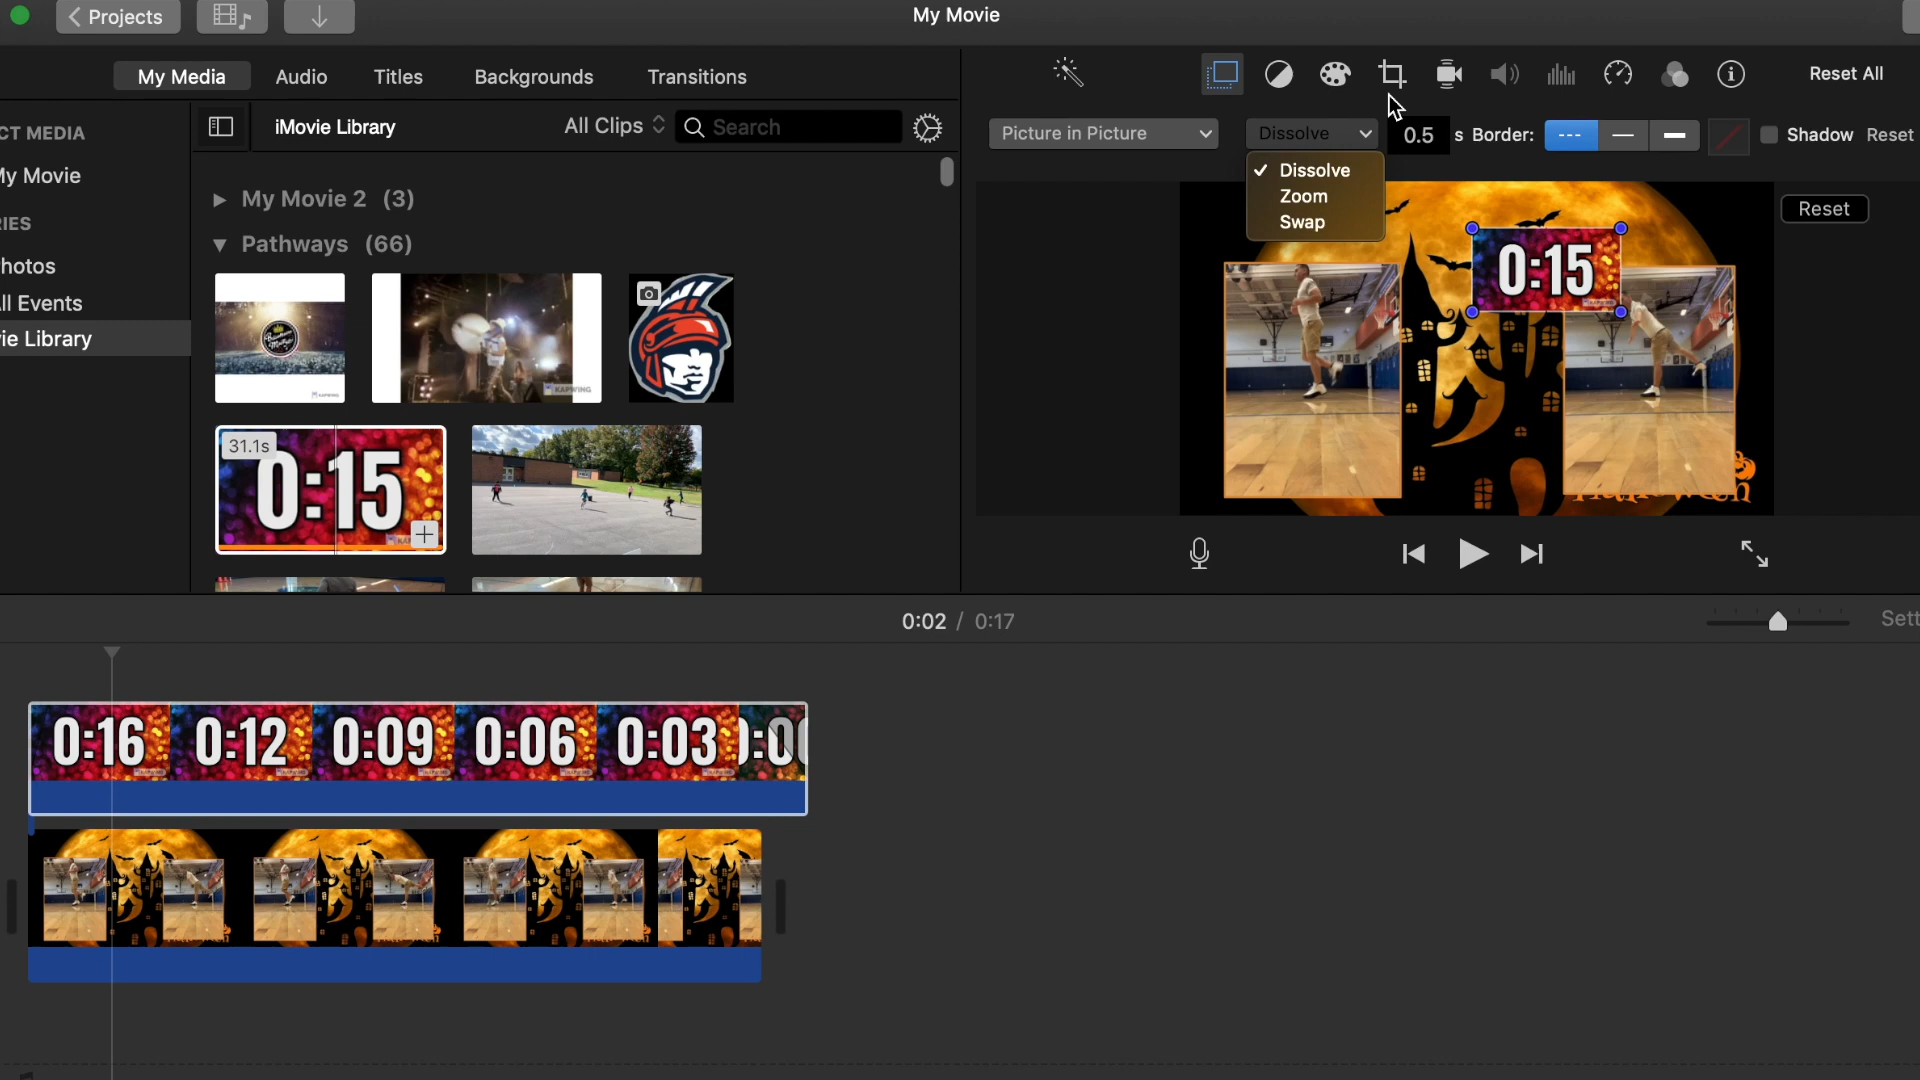 Projects
My Movie
My Media
Audio
Titles
Backgrounds
Transitions
Reset All
CT MEDIA
iMovie Library
All Clips
Search
Picture in Picture
Dissolve
0.5 s
Border:
Shadow
Reset
Dissolve
Zoom
Swap
Reset
My Movie
My Movie 2 (3)
IES
Pathways (66)
hotos
ll Events
ie Library
KAPWING
31.1s
0:15
0:15
0:02 / 0:17
Sett
0:16
0:12
0:09
0:06
0:03